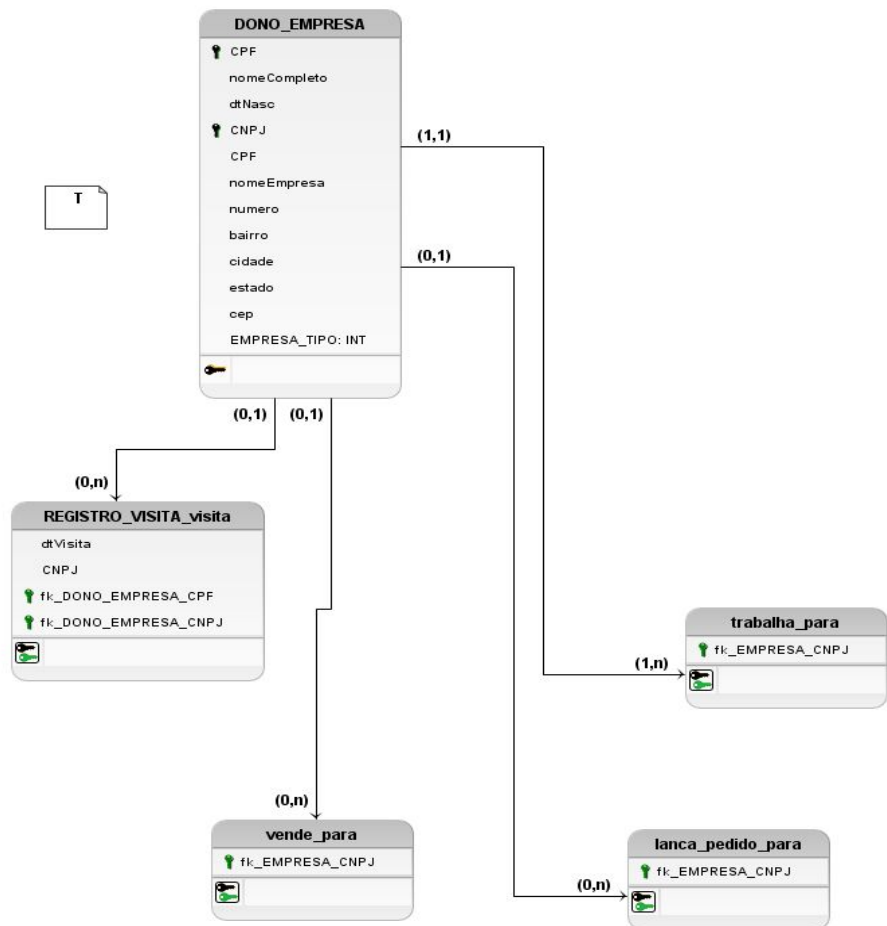 DONO_EMPRESA
CPF
nomeCompleto
dtNasc
CNPJ
CPF
nomeEmpresa
numero
bairro
cidade
estado
cep
EMPRESA_TIPO: INT
T
(1,1)
(0,1)
(0,1)
(0,1)
(0,n)
REGISTRO_VISITA_visita
dtVisita
CNPJ
fk_DONO_EMPRESA_CPF
fk_DONO_EMPRESA_CNPJ
trabalha_para
fk_EMPRESA_CNPJ
(1,n)
(0,n)
vende_para
fk_EMPRESA_CNPJ
lanca_pedido_para
fk_EMPRESA_CNPJ
(0,n)